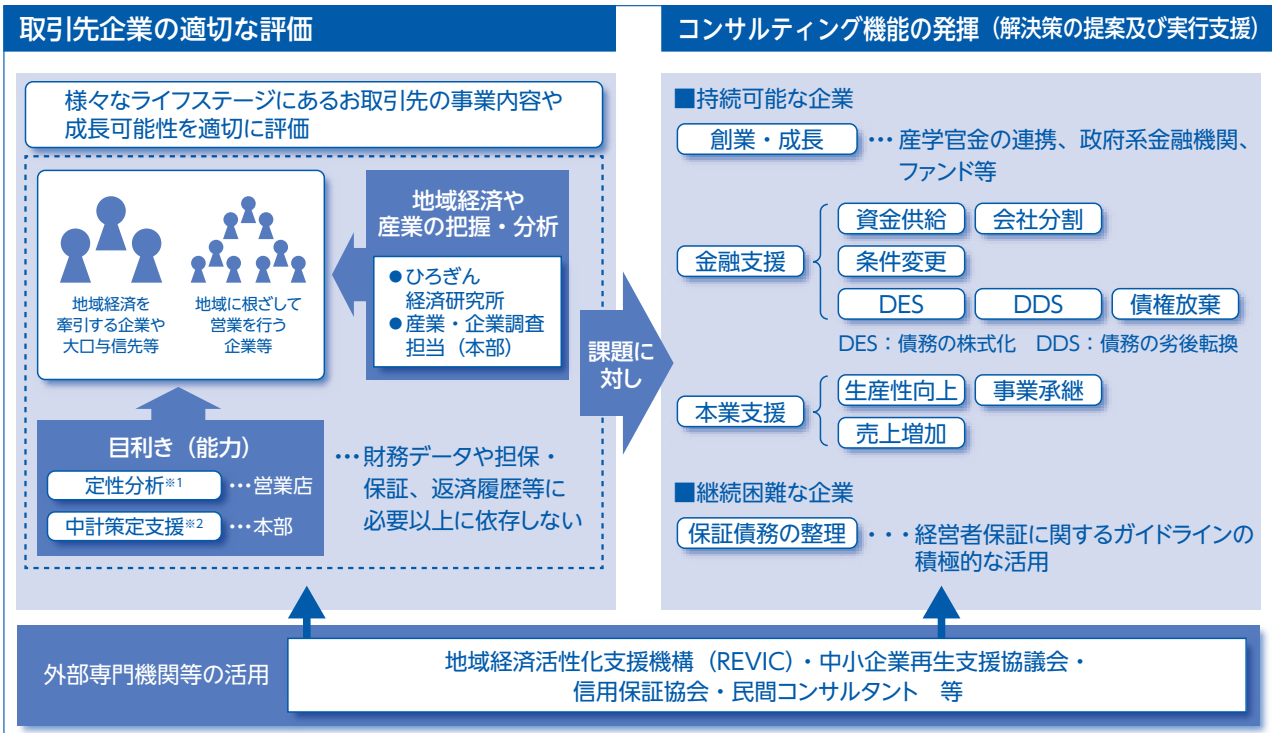 取引先企業の適切な評価
様々なライフステージにあるお取引先の事業内容や
成長可能性を適切に評価
地域経済を
牽引する企業や
大口与信先等
地域に根ざして
営業を行う
企業等
地域経済や
産業の把握・分析
●ひろぎん
経済研究所
●産業・企業調査
担当（本部）
目利き（能力）
定性分析※1 …営業店
中計策定支援※2 …本部
…財務データや担保・
保証、返済履歴等に
必要以上に依存しない
課題に
対し
コンサルティング機能の発揮（解決策の提案及び実行支援）
■持続可能な企業
創業・成長 …産学官金の連携、政府系金融機関、
ファンド等
金融支援
資金供給 会社分割
条件変更
DES DDS 債権放棄
DES：債務の株式化 DDS：債務の劣後転換
本業支援
生産性向上 事業承継
売上増加
■継続困難な企業
保証債務の整理 ・・・経営者保証に関するガイドラインの
積極的な活用
外部専門機関等の活用
地域経済活性化支援機構（REVIC）・中小企業再生支援協議会・
信用保証協会・民間コンサルタント 等